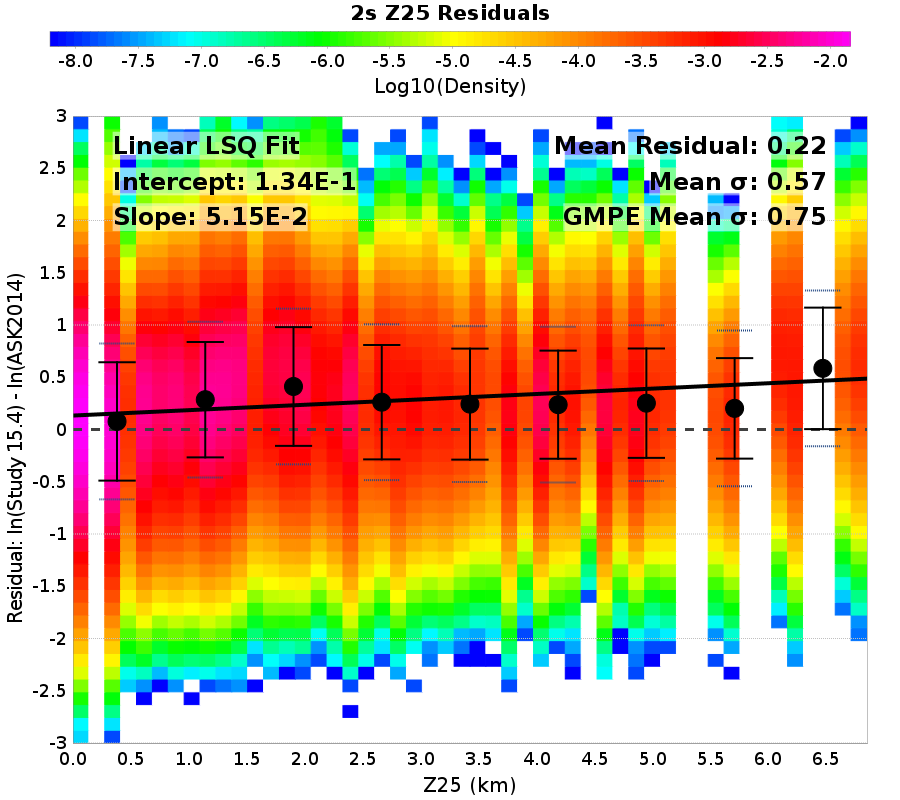 2s Z25 Residuals
-8.0 -7.5 -7.0 -6.5 -6.0 -5.5 -5.0 -4.5 -4.0 -3.5 -3.0 -2.5 -2.0
Log10(Density)
Linear LSQ Fit
Intercept: 1.34E-1
Slope: 5.15E-2
Mean Residual: 0.22
Mean σ: 0.57
GMPE Mean σ: 0.75
Residual: ln(Study 15.4) - ln(ASK2014)
3
2.5
2
1.5
1
0.5
0
-0.5
-1
-1.5
-2
-2.5
-3
0.0 0.5 1.0 1.5 2.0 2.5 3.0 3.5 4.0 4.5 5.0 5.5 6.0 6.5
Z25 (km)